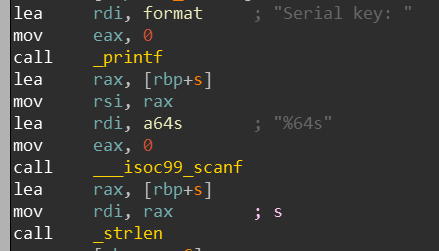 lea rdi, format ; "Serial key: "
mov eax, 0
call _printf
lea rax, [rbp+s]
mov rsi, rax
lea rdi, a64s ; "%64s"
mov eax, 0
call ___isoc99_scanf
lea rax, [rbp+s]
mov rdi, rax ; s
call _strlen